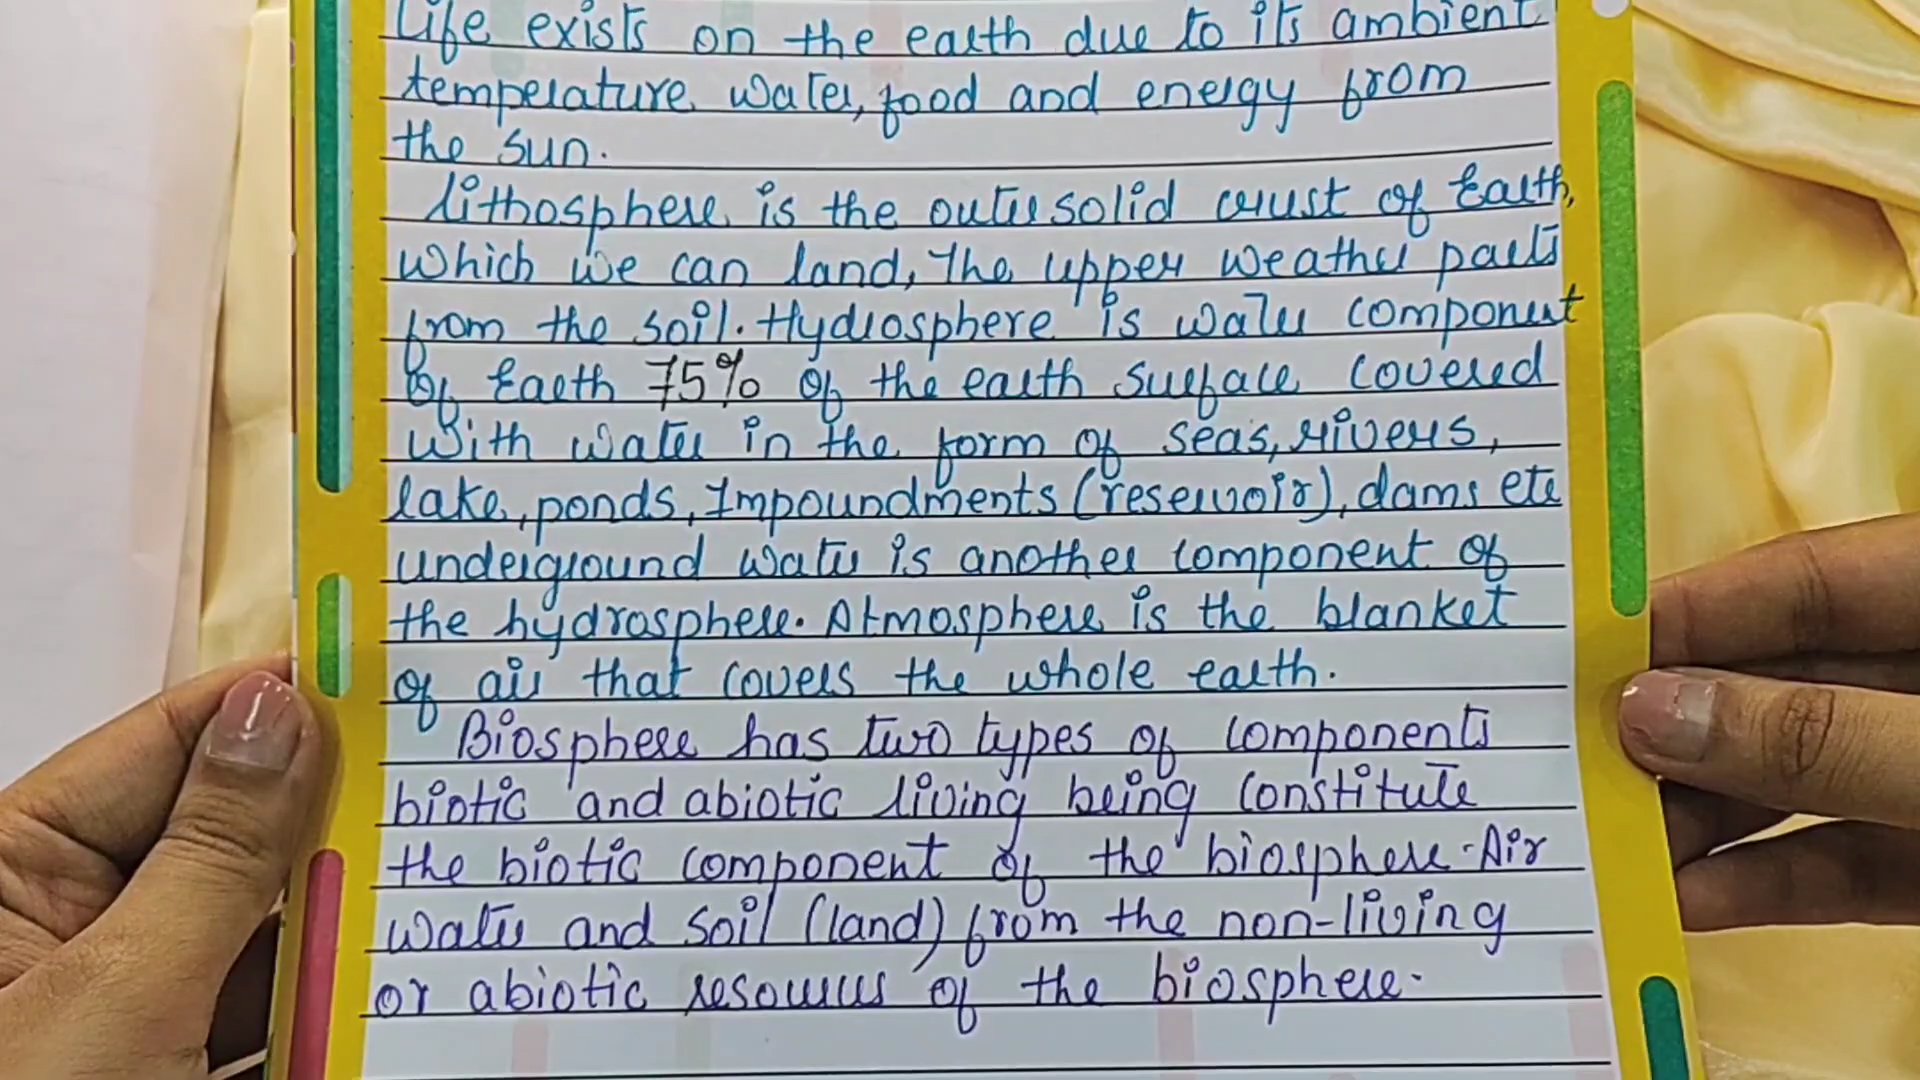 Life exists on the earth due to its ambient
temperature water, food and energy from
the sun.
Lithosphere is the outer solid crust of Earth,
which we can land, The upper weather parts
from the soil. Hydrosphere is water component
of Earth 75% of the earth surface covered
with water in the form of seas, rivers,
lake, ponds, Impoundments (reservoir), dams etc
underground water is another component of
the hydrosphere. Atmosphere is the blanket
of air that covers the whole earth.
Biosphere has two types of components
biotic and abiotic living being constitute
the biotic component of the biosphere. Air
water and soil (land) from the non-living
or abiotic resources of the biosphere.